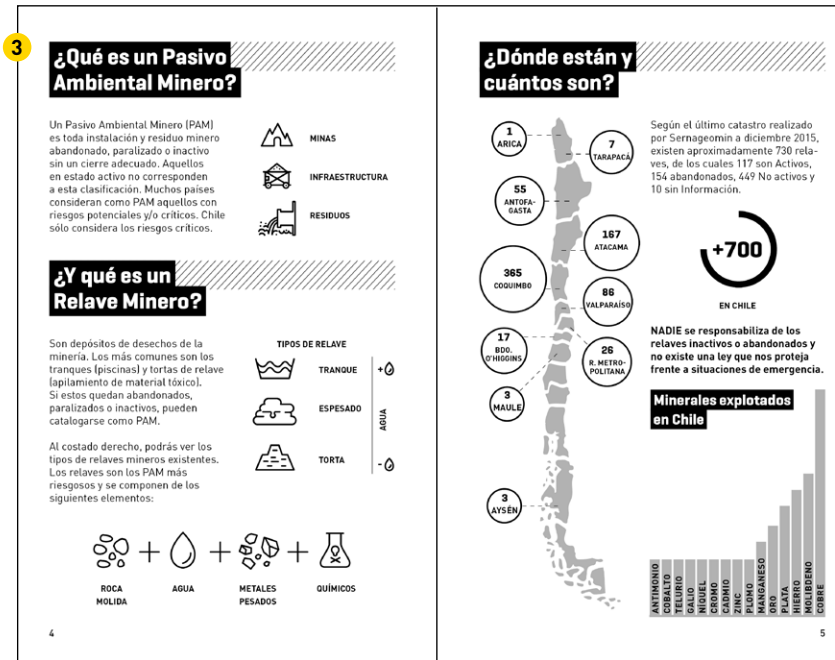 3
¿Qué es un Pasivo
Ambiental Minero?
Un Pasivo Ambiental Minero (PAM)
es toda instalación y residuo minero
abandonado, paralizado o inactivo
sin un cierre adecuado. Aquellos
en estado activo no corresponden
a esta clasificación. Muchos países
consideran como PAM aquellos con
riesgos potenciales y/o críticos. Chile
sólo considera los riesgos críticos.
MINAS
INFRAESTRUCTURA
RESIDUOS
¿Y qué es un
Relave Minero?
Son depósitos de desechos de la
minería. Los más comunes son los
tranques (piscinas) y tortas de relave
(apilamiento de material tóxico).
Si estos quedan abandonados,
paralizados o inactivos, pueden
catalogarse como PAM.
Al costado derecho, podrás ver los
tipos de relaves mineros existentes.
Los relaves son los PAM más
riesgosos y se componen de los
siguientes elementos:
TIPOS DE RELAVE
TRANQUE
ESPESADO
TORTA
+
AGUA
-
ROCA
MOLIDA
+
AGUA
+
METALES
PESADOS
+
QUÍMICOS
4
¿Dónde están y
cuántos son?
1
ARICA
7
TARAPACÁ
55
ANTOFA-
GASTA
167
ATACAMA
365
COQUIMBO
86
VALPARAÍSO
17
BDO.
O'HIGGINS
26
R. METRO-
POLITANA
3
MAULE
3
AYSÉN
Según el último catastro realizado
por Sernageomin a diciembre 2015,
existen aproximadamente 730 rela-
ves, de los cuales 117 son Activos,
154 abandonados, 449 No activos y
10 sin Información.
+700
EN CHILE
NADIE se responsabiliza de los
relaves inactivos o abandonados y
no existe una ley que nos proteja
frente a situaciones de emergencia.
Minerales explotados
en Chile
ANTIMONIO
COBALTO
TELURIO
GALIO
NIQUEL
CROMO
CADMIO
ZINC
PLOMO
MANGANESO
ORO
PLATA
HIERRO
MOLIBDENO
COBRE
5